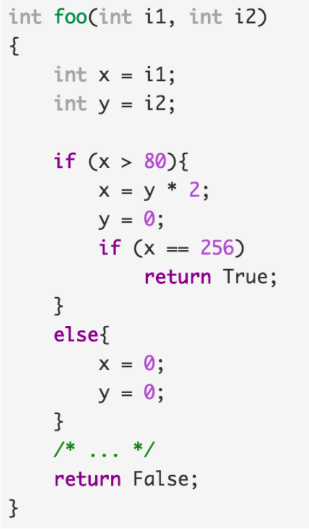 int foo(int i1, int i2)
{
    int x = i1;
    int y = i2;

    if (x > 80){
        x = y * 2;
        y = 0;
        if (x == 256)
            return True;
    }
    else{
        x = 0;
        y = 0;
    }
    /* ... */
    return False;
}